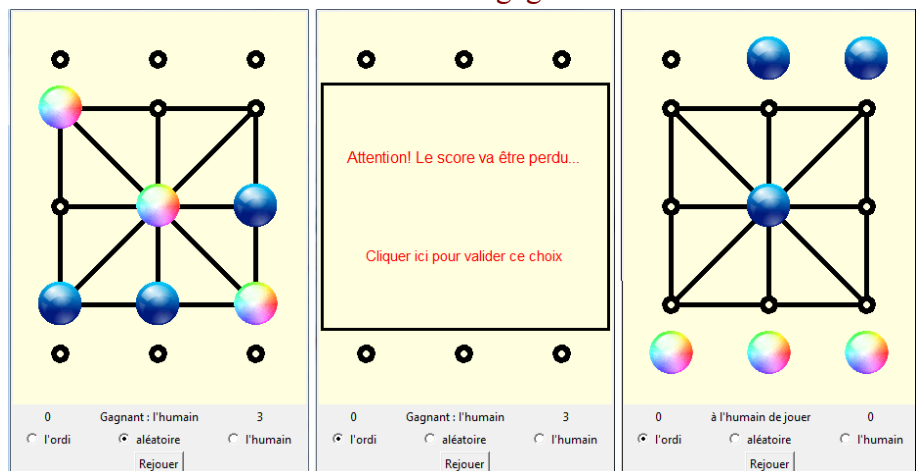 0 Gagnant : l'humain 3
l'ordi aléatoire l'humain
Rejouer
Attention! Le score va être perdu...
Cliquer ici pour valider ce choix
0 Gagnant : l'humain 3
l'ordi aléatoire l'humain
Rejouer
0 à l'humain de jouer 0
l'ordi aléatoire l'humain
Rejouer